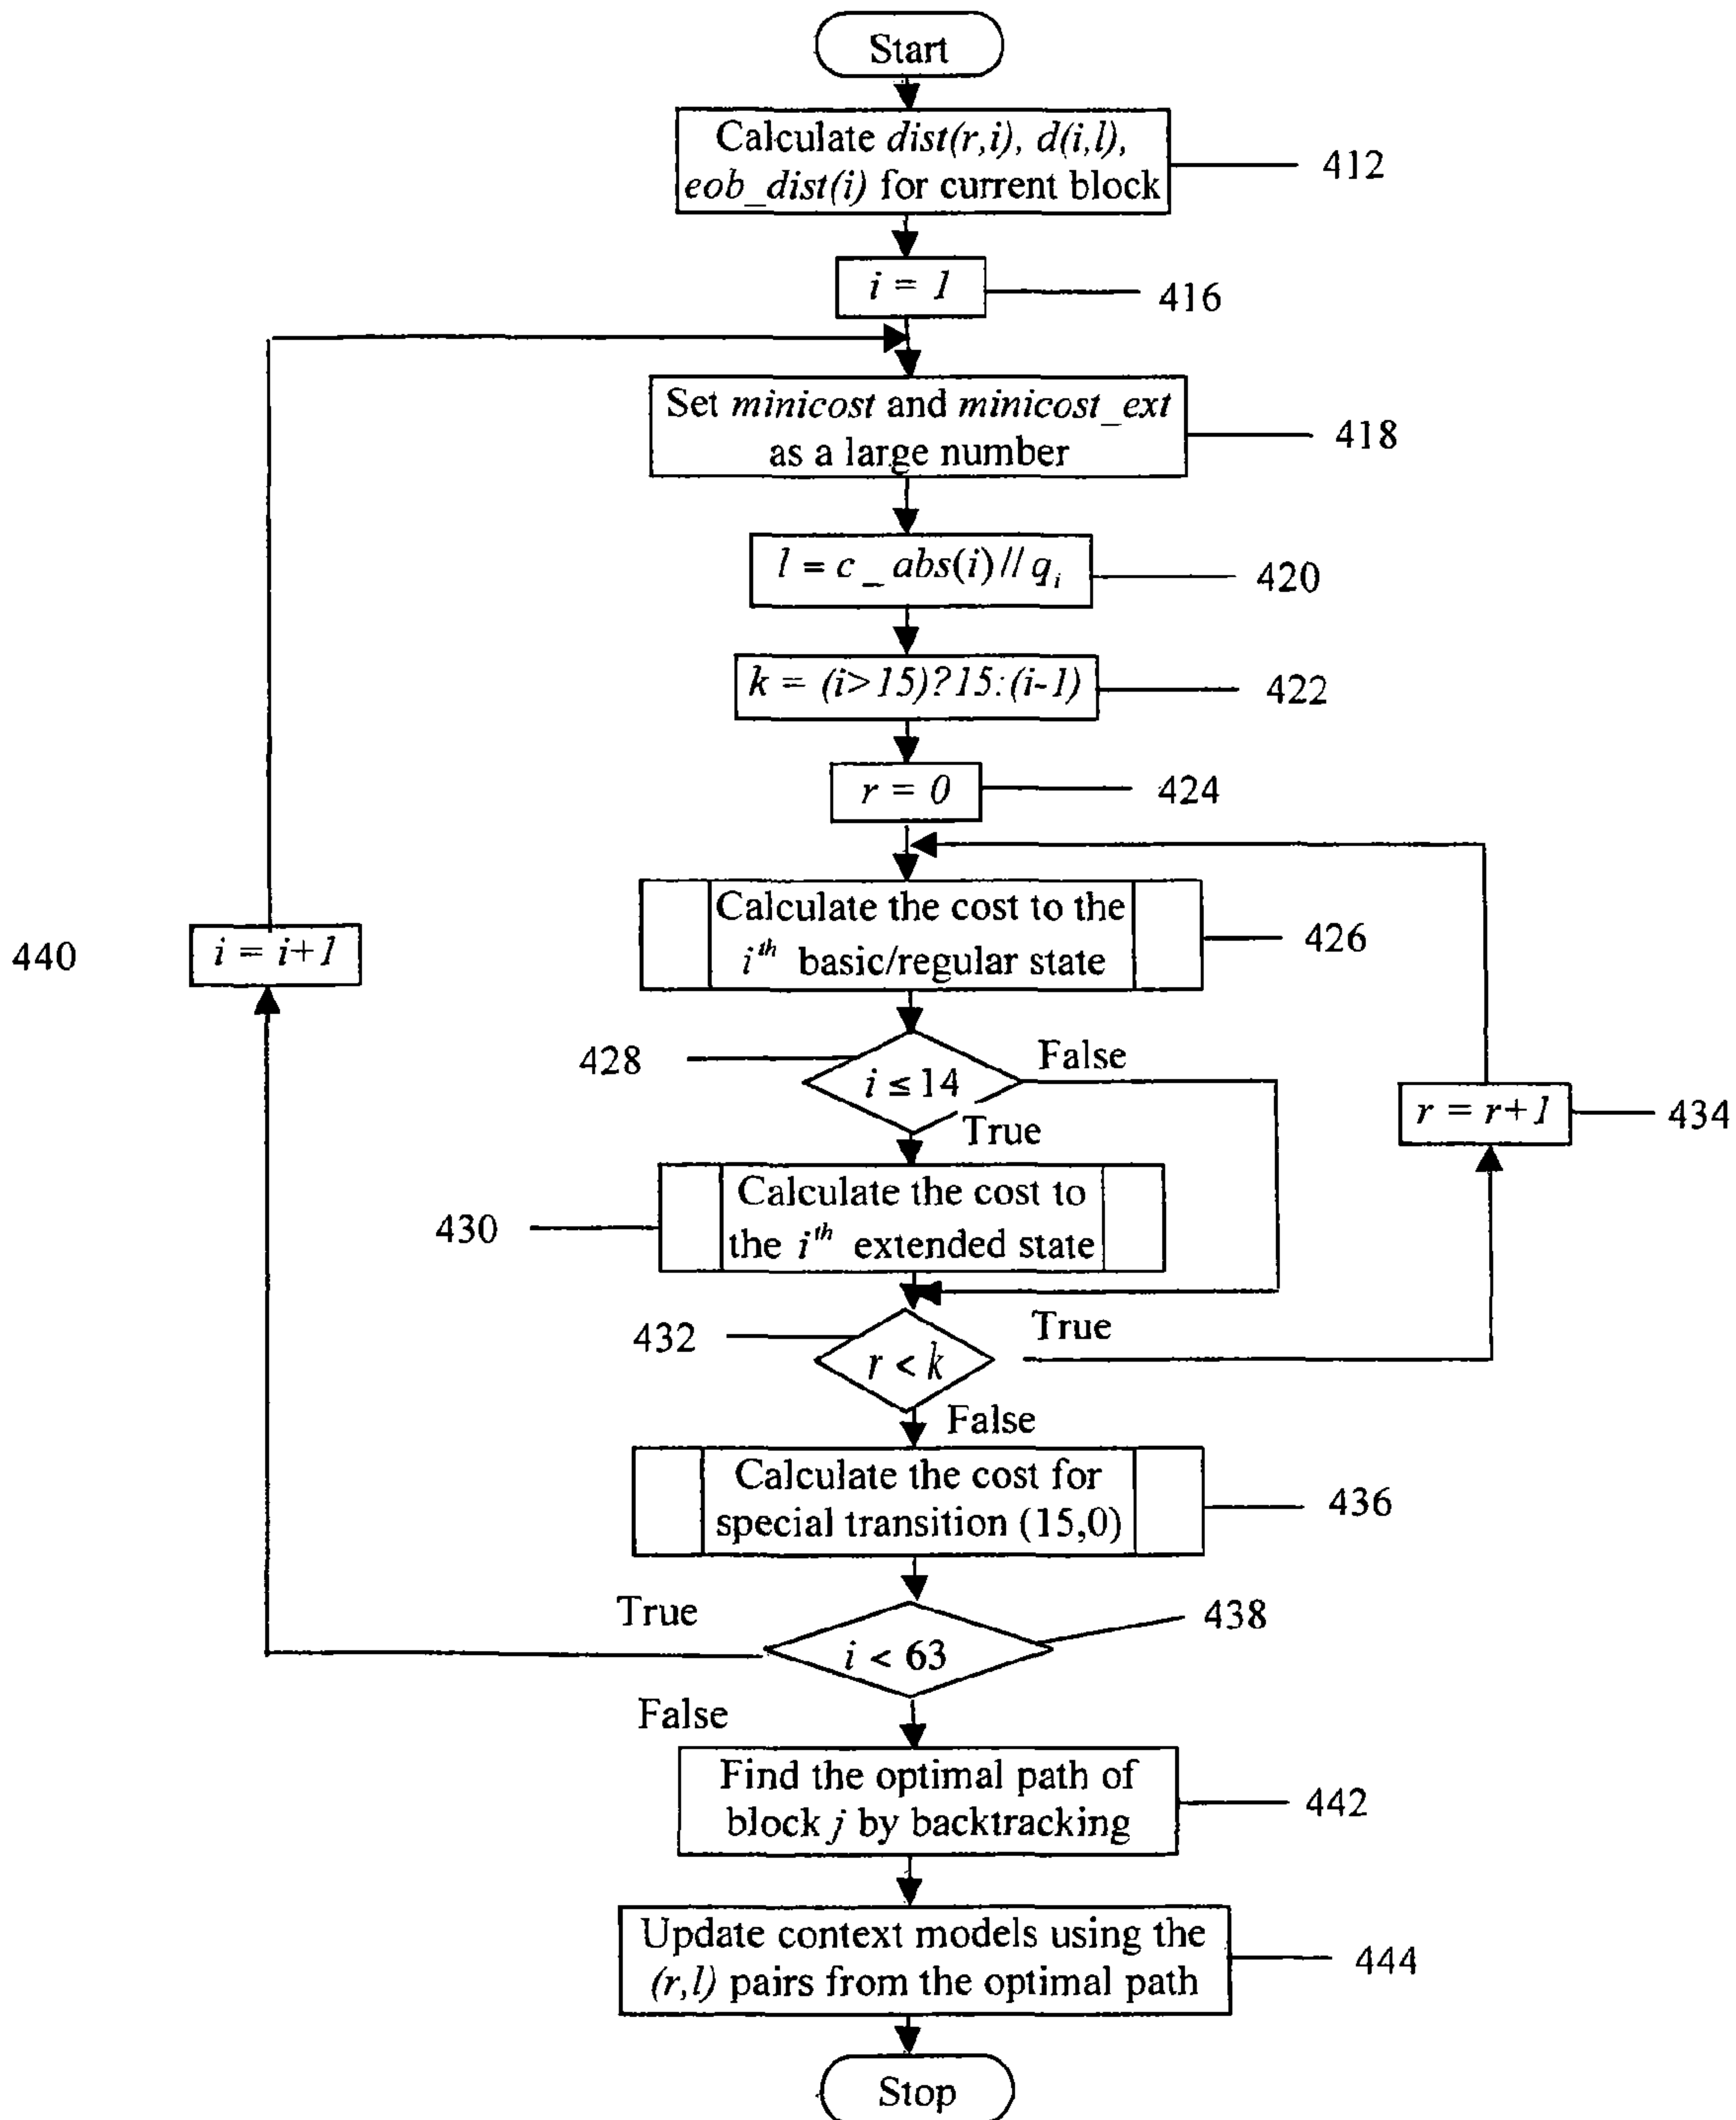 Start
Calculate dist(r,i), d(i,l),
eob_dist(i) for current block
412
i = 1
416
Set minicost and minicost_ext
as a large number
418
l = c_abs(i)//q_i
420
k = (i>15)?15:(i-1)
422
r = 0
424
Calculate the cost to the
i^th basic/regular state
426
440
i = i+1
428
i ≤ 14
False
True
r = r+1
434
430
Calculate the cost to
the i^th extended state
432
r < k
True
False
Calculate the cost for
special transition (15,0)
436
True
i < 63
438
False
Find the optimal path of
block j by backtracking
442
Update context models using the
(r,l) pairs from the optimal path
444
Stop